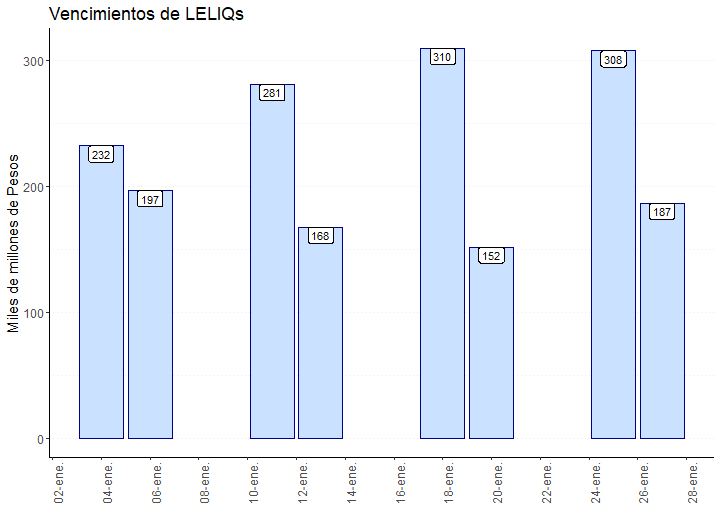 Vencimientos de LELIQs
Miles de millones de Pesos
300
200
100
0
232
197
281
168
310
152
308
187
02-ene.
04-ene.
06-ene.
08-ene.
10-ene.
12-ene.
14-ene.
16-ene.
18-ene.
20-ene.
22-ene.
24-ene.
26-ene.
28-ene.